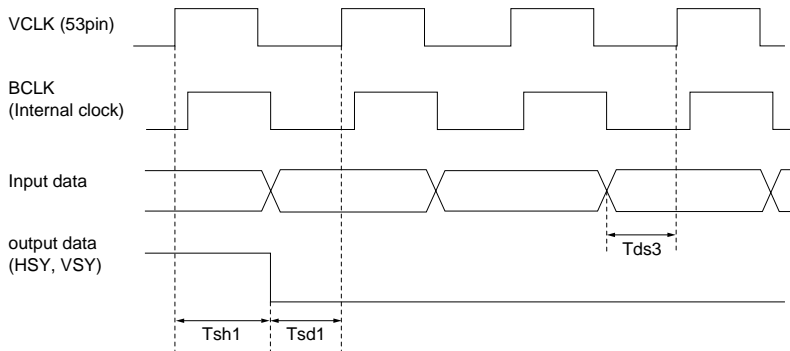 VCLK (53pin)
BCLK
(Internal clock)
Input data
output data
(HSY, VSY)
Tds3
Tsh1
Tsd1